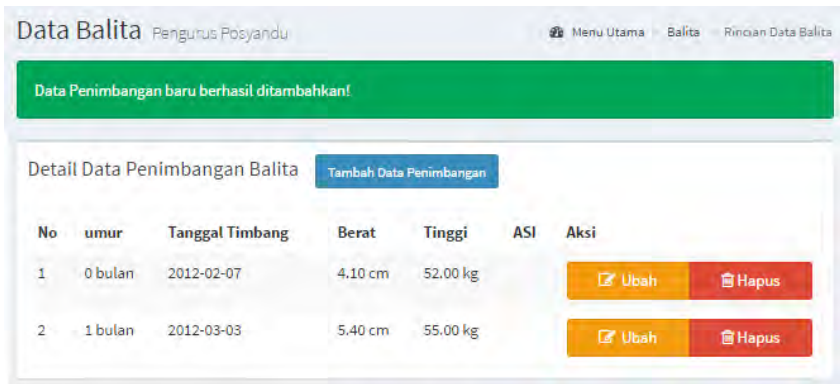 Data Balita Pengurus Posyandu
Menu Utama Balita Rincian Data Balita
Data Penimbangan baru berhasil ditambahkan!
Detail Data Penimbangan Balita Tambah Data Penimbangan
No umur Tanggal Timbang Berat Tinggi ASI Aksi
1 0 bulan 2012-02-07 4.10 cm 52.00 kg Ubah Hapus
2 1 bulan 2012-03-03 5.40 cm 55.00 kg Ubah Hapus